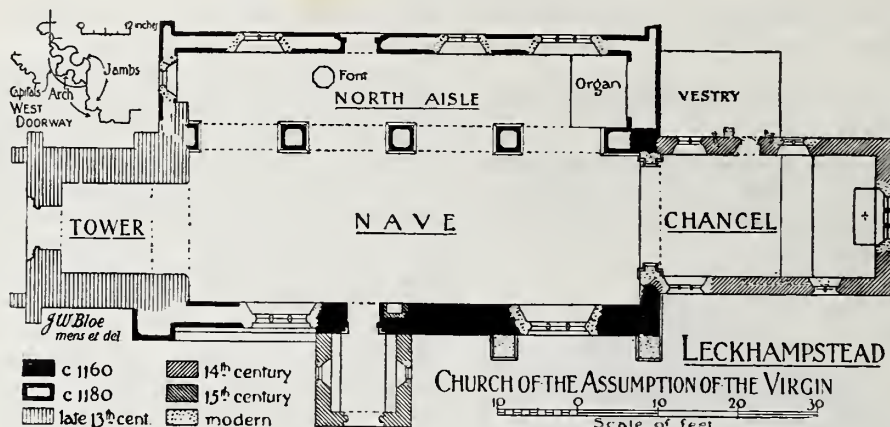 0 12 inches
Capitals Arch Jambs
WEST
DOORWAY
Font
NORTH AISLE
Organ
VESTRY
TOWER
NAVE
CHANCEL
J.W.Bloe
mens et del
c 1160
c 1180
late 13th cent.
14th century
15th century
modern
LECKHAMPSTEAD
CHURCH OF THE ASSUMPTION OF THE VIRGIN
10 0 10 20 30
Scale of feet